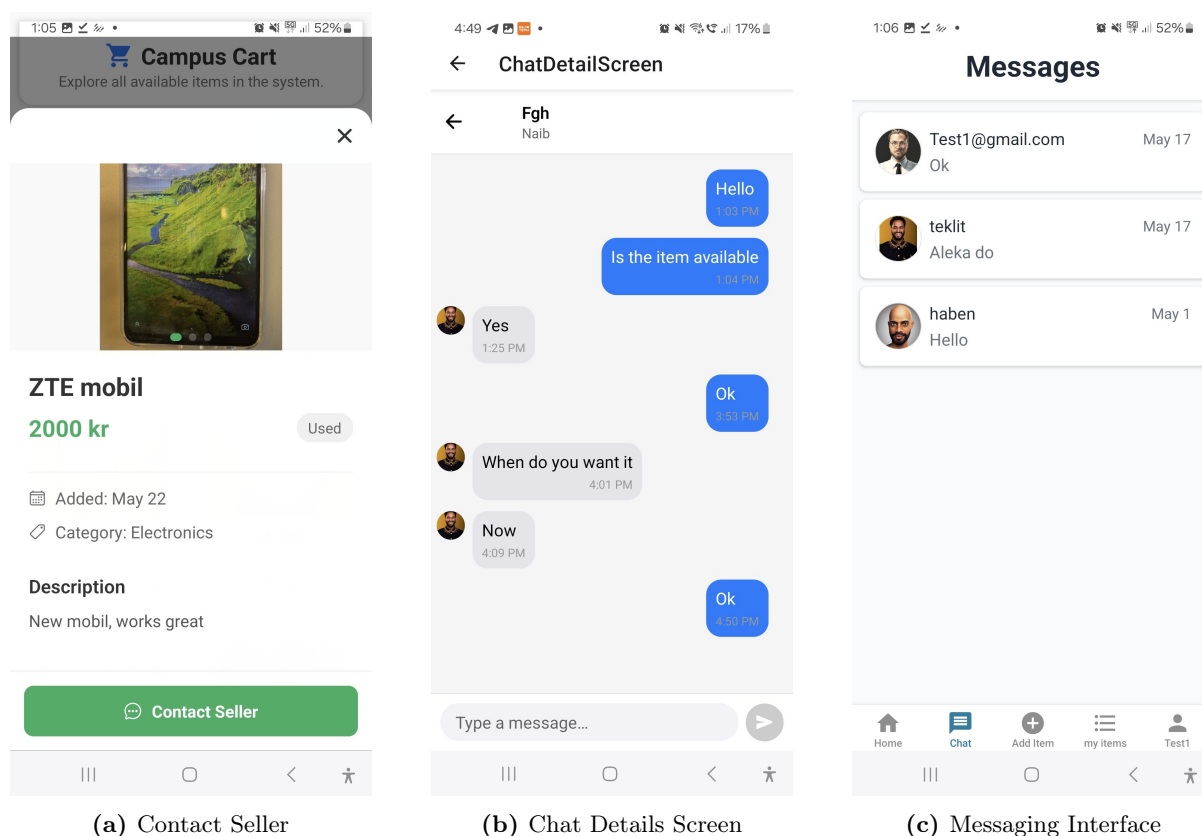 1:05
52%
Campus Cart
Explore all available items in the system.
ZTE mobil
2000 kr
Used
Added: May 22
Category: Electronics
Description
New mobil, works great
Contact Seller
(a) Contact Seller
4:49
17%
ChatDetailScreen
Fgh
Naib
Hello
1:03 PM
Is the item available
1:04 PM
Yes
1:25 PM
Ok
3:53 PM
When do you want it
4:01 PM
Now
4:09 PM
Ok
4:50 PM
Type a message...
(b) Chat Details Screen
1:06
52%
Messages
Test1@gmail.com
May 17
Ok
teklit
May 17
Aleka do
haben
May 1
Hello
Home
Chat
Add Item
my items
Test1
(c) Messaging Interface